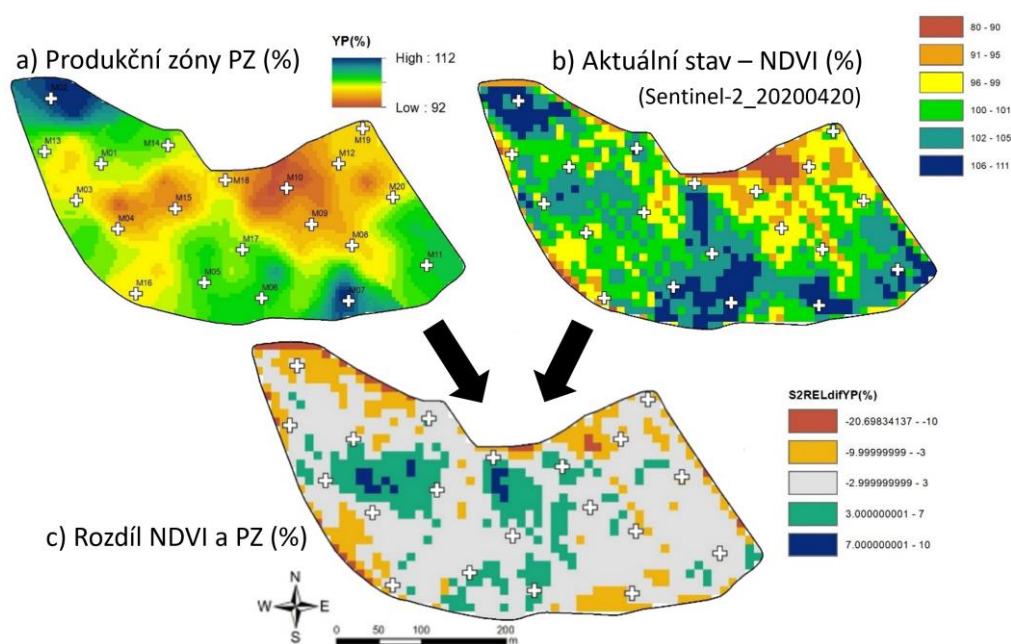 a) Produkční zóny PZ (%)
YP(%)
High : 112
Low : 92
M02
M13
M01
M14
M03
M04
M15
M18
M10
M12
M19
M20
M09
M08
M17
M11
M05
M06
M07
M16
b) Aktuální stav – NDVI (%)
(Sentinel-2_20200420)
80 - 90
91 - 95
96 - 99
100 - 101
102 - 105
106 - 111
c) Rozdíl NDVI a PZ (%)
S2RELdifYP(%)
-20.69834137 - -10
-9.99999999 - -3
-2.999999999 - 3
3.000000001 - 7
7.000000001 - 10
N
W E
S
0 50 100 200
m